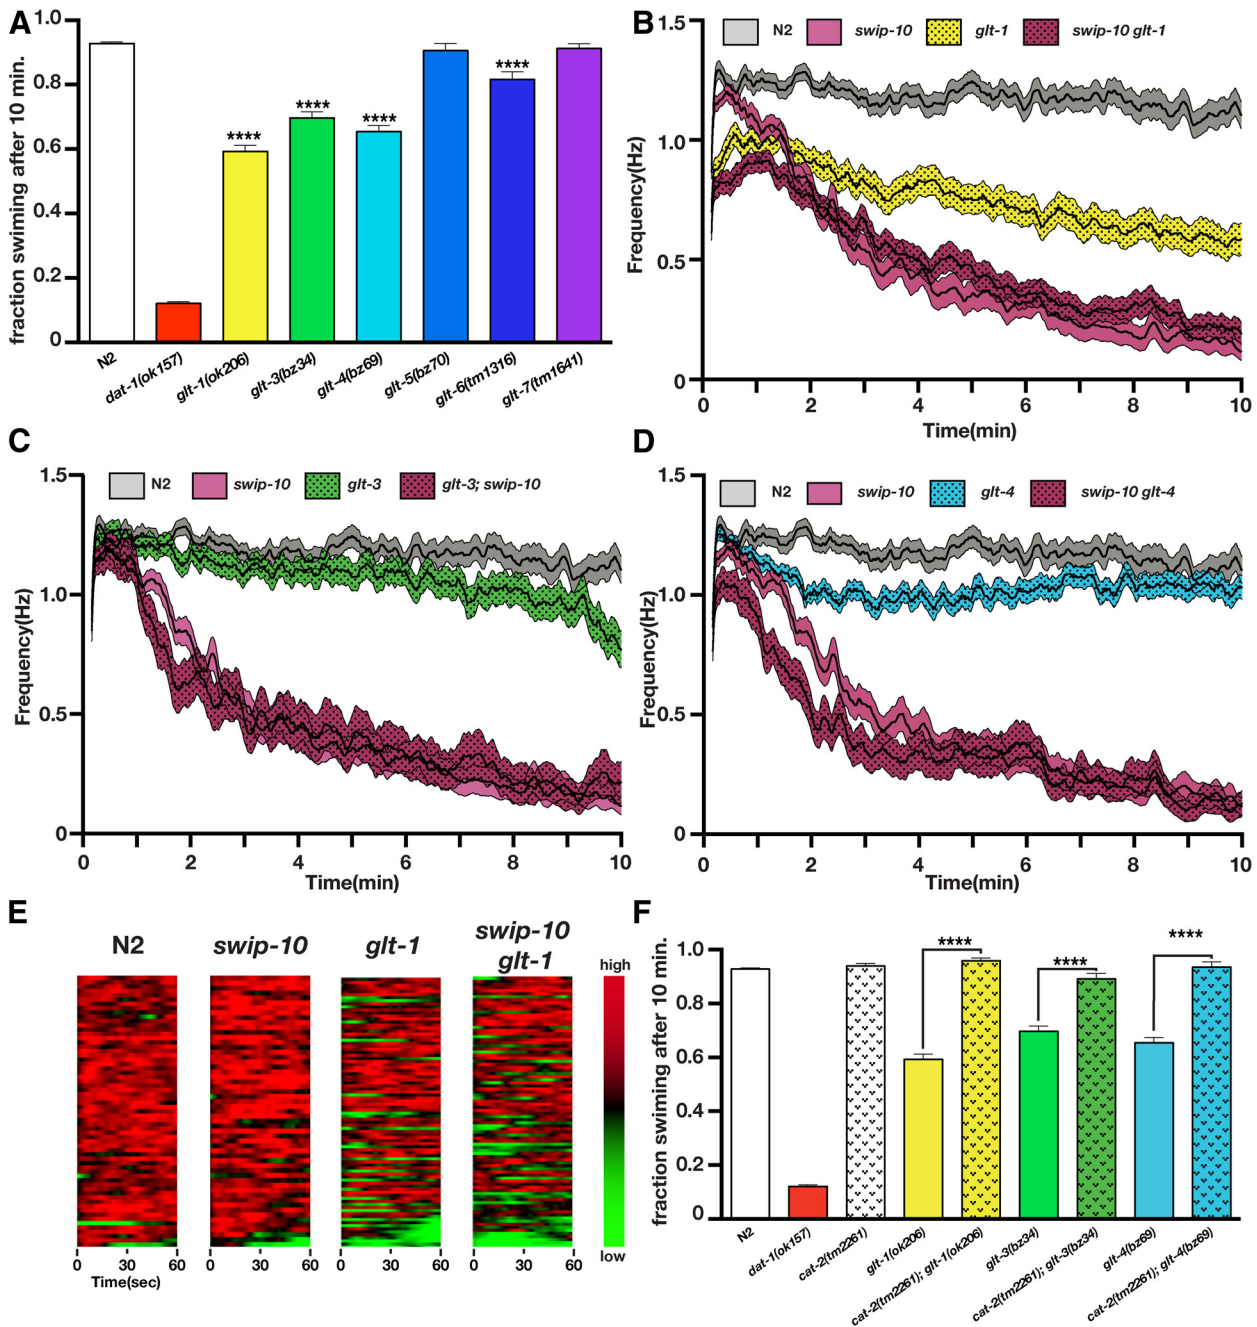 A
fraction swimming after 10 min.
1.0
0.8
0.6
0.4
0.2
0
****
****
****
****
N2
dat-1(ok157)
glt-1(ok206)
glt-3(bz34)
glt-4(bz69)
glt-5(bz70)
glt-6(tm1316)
glt-7(tm1641)
B
N2 swip-10 glt-1 swip-10 glt-1
Frequency(Hz)
1.5
1.0
0.5
0
0 2 4 6 8 10
Time(min)
C
N2 swip-10 glt-3 glt-3; swip-10
Frequency(Hz)
1.5
1.0
0.5
0
0 2 4 6 8 10
Time(min)
D
N2 swip-10 glt-4 swip-10 glt-4
Frequency(Hz)
1.5
1.0
0.5
0
0 2 4 6 8 10
Time(min)
E
N2 swip-10 glt-1 swip-10
glt-1
high
low
0 30 60 0 30 60 0 30 60 0 30 60
Time(sec)
F
fraction swiming after 10 min.
1.0
0.8
0.6
0.4
0.2
0
****
****
****
N2
dat-1(ok157)
cat-2(tm2261)
glt-1(ok206)
cat-2(tm2261); glt-1(ok206)
glt-3(bz34)
cat-2(tm2261); glt-3(bz34)
glt-4(bz69)
cat-2(tm2261); glt-4(bz69)